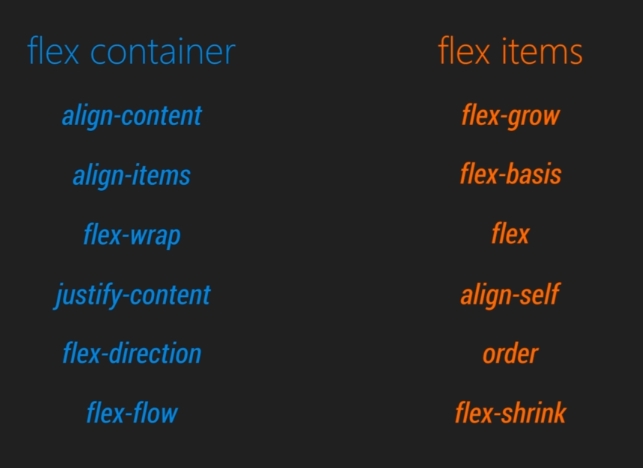 flex container
align-content
align-items
flex-wrap
justify-content
flex-direction
flex-flow
flex items
flex-grow
flex-basis
flex
align-self
order
flex-shrink